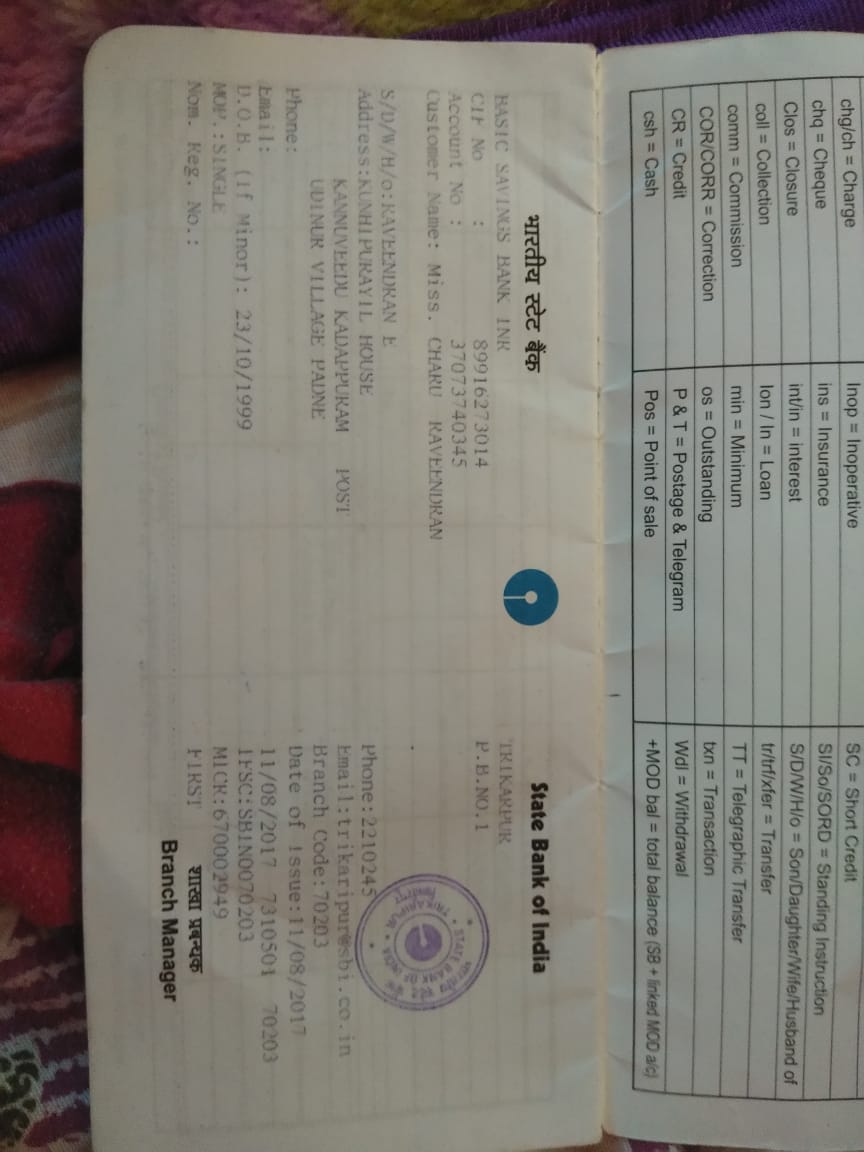 chg/ch = Charge	Inop = Inoperative	SC = Short Credit
chq = Cheque	ins = Insurance	SI/So/SORD = Standing Instruction
Clos = Closure	int/in = interest	S/D/W/H/o = Son/Daughter/Wife/Husband of
coll = Collection	lon / ln = Loan	tr/trf/xfer = Transfer
comm = Commission	min = Minimum	TT = Telegraphic Transfer
COR/CORR = Correction	os = Outstanding	txn = Transaction
CR = Credit	P & T = Postage & Telegram	Wdl = Withdrawal
csh = Cash	Pos = Point of sale	+MOD bal = total balance (SB + linked MOD a/c)
भारतीय स्टेट बैंक State Bank of India
BASIC SAVINGS BANK INR TRIKARPUR
CIF No : 89916273014 P.B.NO.1
Account No : 37073740345
Customer Name: Miss. CHARU RAVEENDRAN
S/D/W/H/o:RAVEENDRAN E
Address:KUNHIPURAYIL HOUSE Phone:2210245
KANNUVEEDU KADAPPURAM POST Email:trikaripur@sbi.co.in
UDINUR VILLAGE PADNE Branch Code:70203
Phone: Date of Issue:11/08/2017
Email: 11/08/2017 7310501 70203
D.O.B. (if Minor): 23/10/1999 IFSC:SBIN0070203
MOP.:SINGLE MICR:670002949
Nom. Reg. No.: FIRST शाखा प्रबन्धक
Branch Manager
STATE BANK OF INDIA
TRIKARIPUR